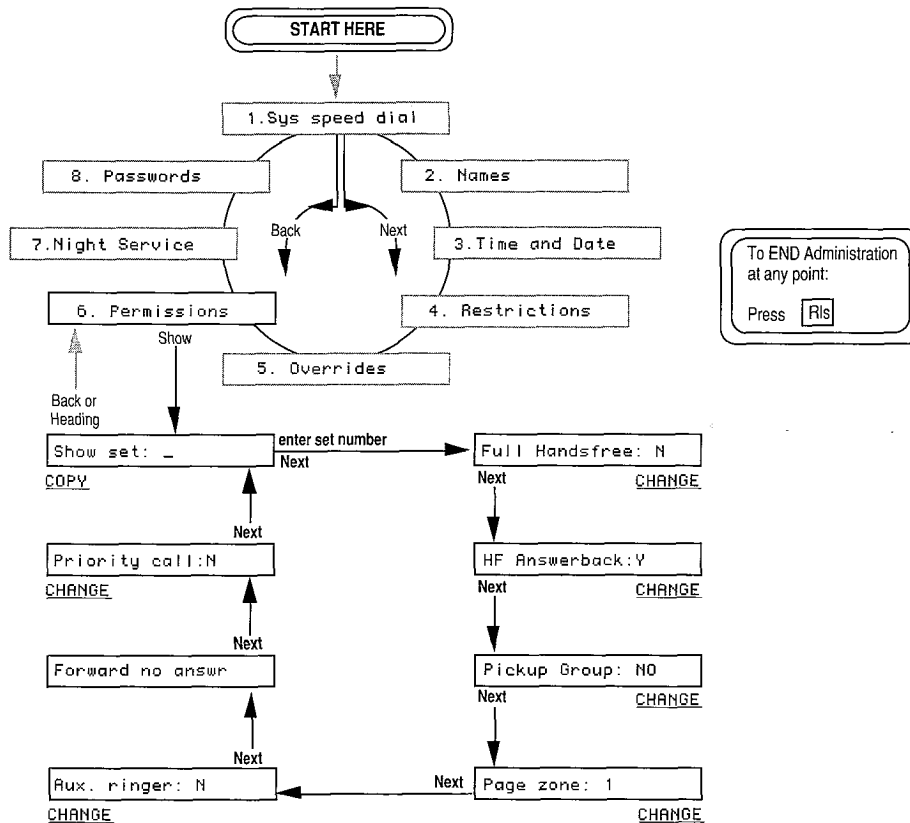 START HERE
1.Sys speed dial
8. Passwords
2. Names
Back
Next
7.Night Service
3.Time and Date
To END Administration
at any point:
Press Rls
6. Permissions
4. Restrictions
Show
5. Overrides
Back or
Heading
Show set: _
enter set number
Next
Full Handsfree: N
COPY
Next
CHANGE
Next
Priority call:N
HF Answerback:Y
CHANGE
Next
CHANGE
Next
Forward no answr
Pickup Group: NO
Next
CHANGE
Next
Aux. ringer: N
Next
Page zone: 1
CHANGE
CHANGE